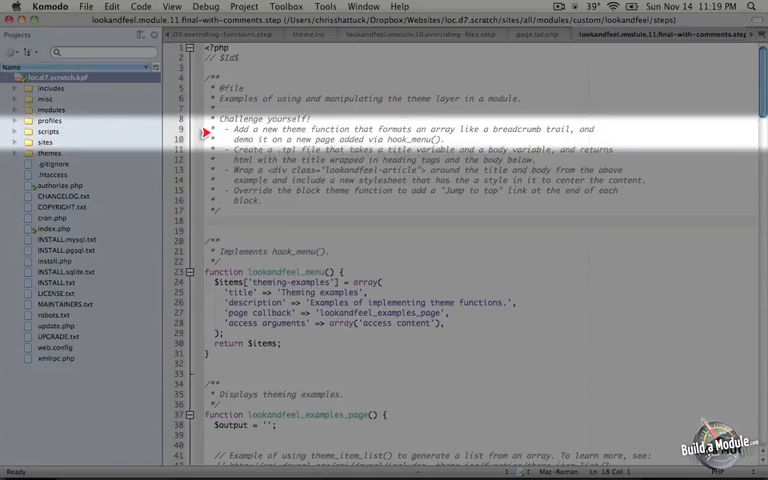 Komodo File Edit Code View Debug Project Tools Window Help 39° Sun Nov 14 11:19 PM
lookandfeel.module.11.final-with-comments.step (/Users/chrisshattuck/Dropbox/Websites/loc.d7.scratch/sites/all/modules/custom/lookandfeel/steps)
Projects
.09.overriding-functions.step theme.inc lookandfeel.module.10.overriding-files.step page.tpl.php lookandfeel.module.11.final-with-comments.step
Name
loc.d7.scratch.kpf
includes
misc
modules
profiles
scripts
sites
themes
.gitignore
.htaccess
authorize.php
CHANGELOG.txt
COPYRIGHT.txt
cron.php
index.php
INSTALL.mysql.txt
INSTALL.pgsql.txt
install.php
INSTALL.sqlite.txt
INSTALL.txt
LICENSE.txt
MAINTAINERS.txt
robots.txt
update.php
UPGRADE.txt
web.config
xmlrpc.php
1 <?php
2 // $Id$
3
4 /**
5 * @file
6 * Examples of using and manipulating the theme layer in a module.
7 *
8 * Challenge yourself!
9 * - Add a new theme function that formats an array like a breadcrumb trail, and
10 * demo it on a new page added via hook_menu().
11 * - Create a .tpl file that takes a title variable and a body variable, and returns
12 * html with the title wrapped in heading tags and the body below.
13 * - Wrap a <div class="lookandfeel-article"> around the title and body from the above
14 * example and include a new stylesheet that has the a style in it to center the content.
15 * - Override the block theme function to add a "Jump to top" link at the end of each
16 * block.
17 */
18
19
20 /**
21 * Implements hook_menu().
22 */
23 function lookandfeel_menu() {
24 $items['theming-examples'] = array(
25 'title' => 'Theming examples',
26 'description' => 'Examples of implementing theme functions.',
27 'page callback' => 'lookandfeel_examples_page',
28 'access arguments' => array('access content'),
29 );
30 return $items;
31 }
32
33
34 /**
35 * Displays theming examples.
36 */
37 function lookandfeel_examples_page() {
38 $output = '';
39
40 // Example of using theme_item_list() to generate a list from an array. To learn more, see:
Build a Module.com
Ready Mac-Roman Ln: 18 Col: 1 PHP